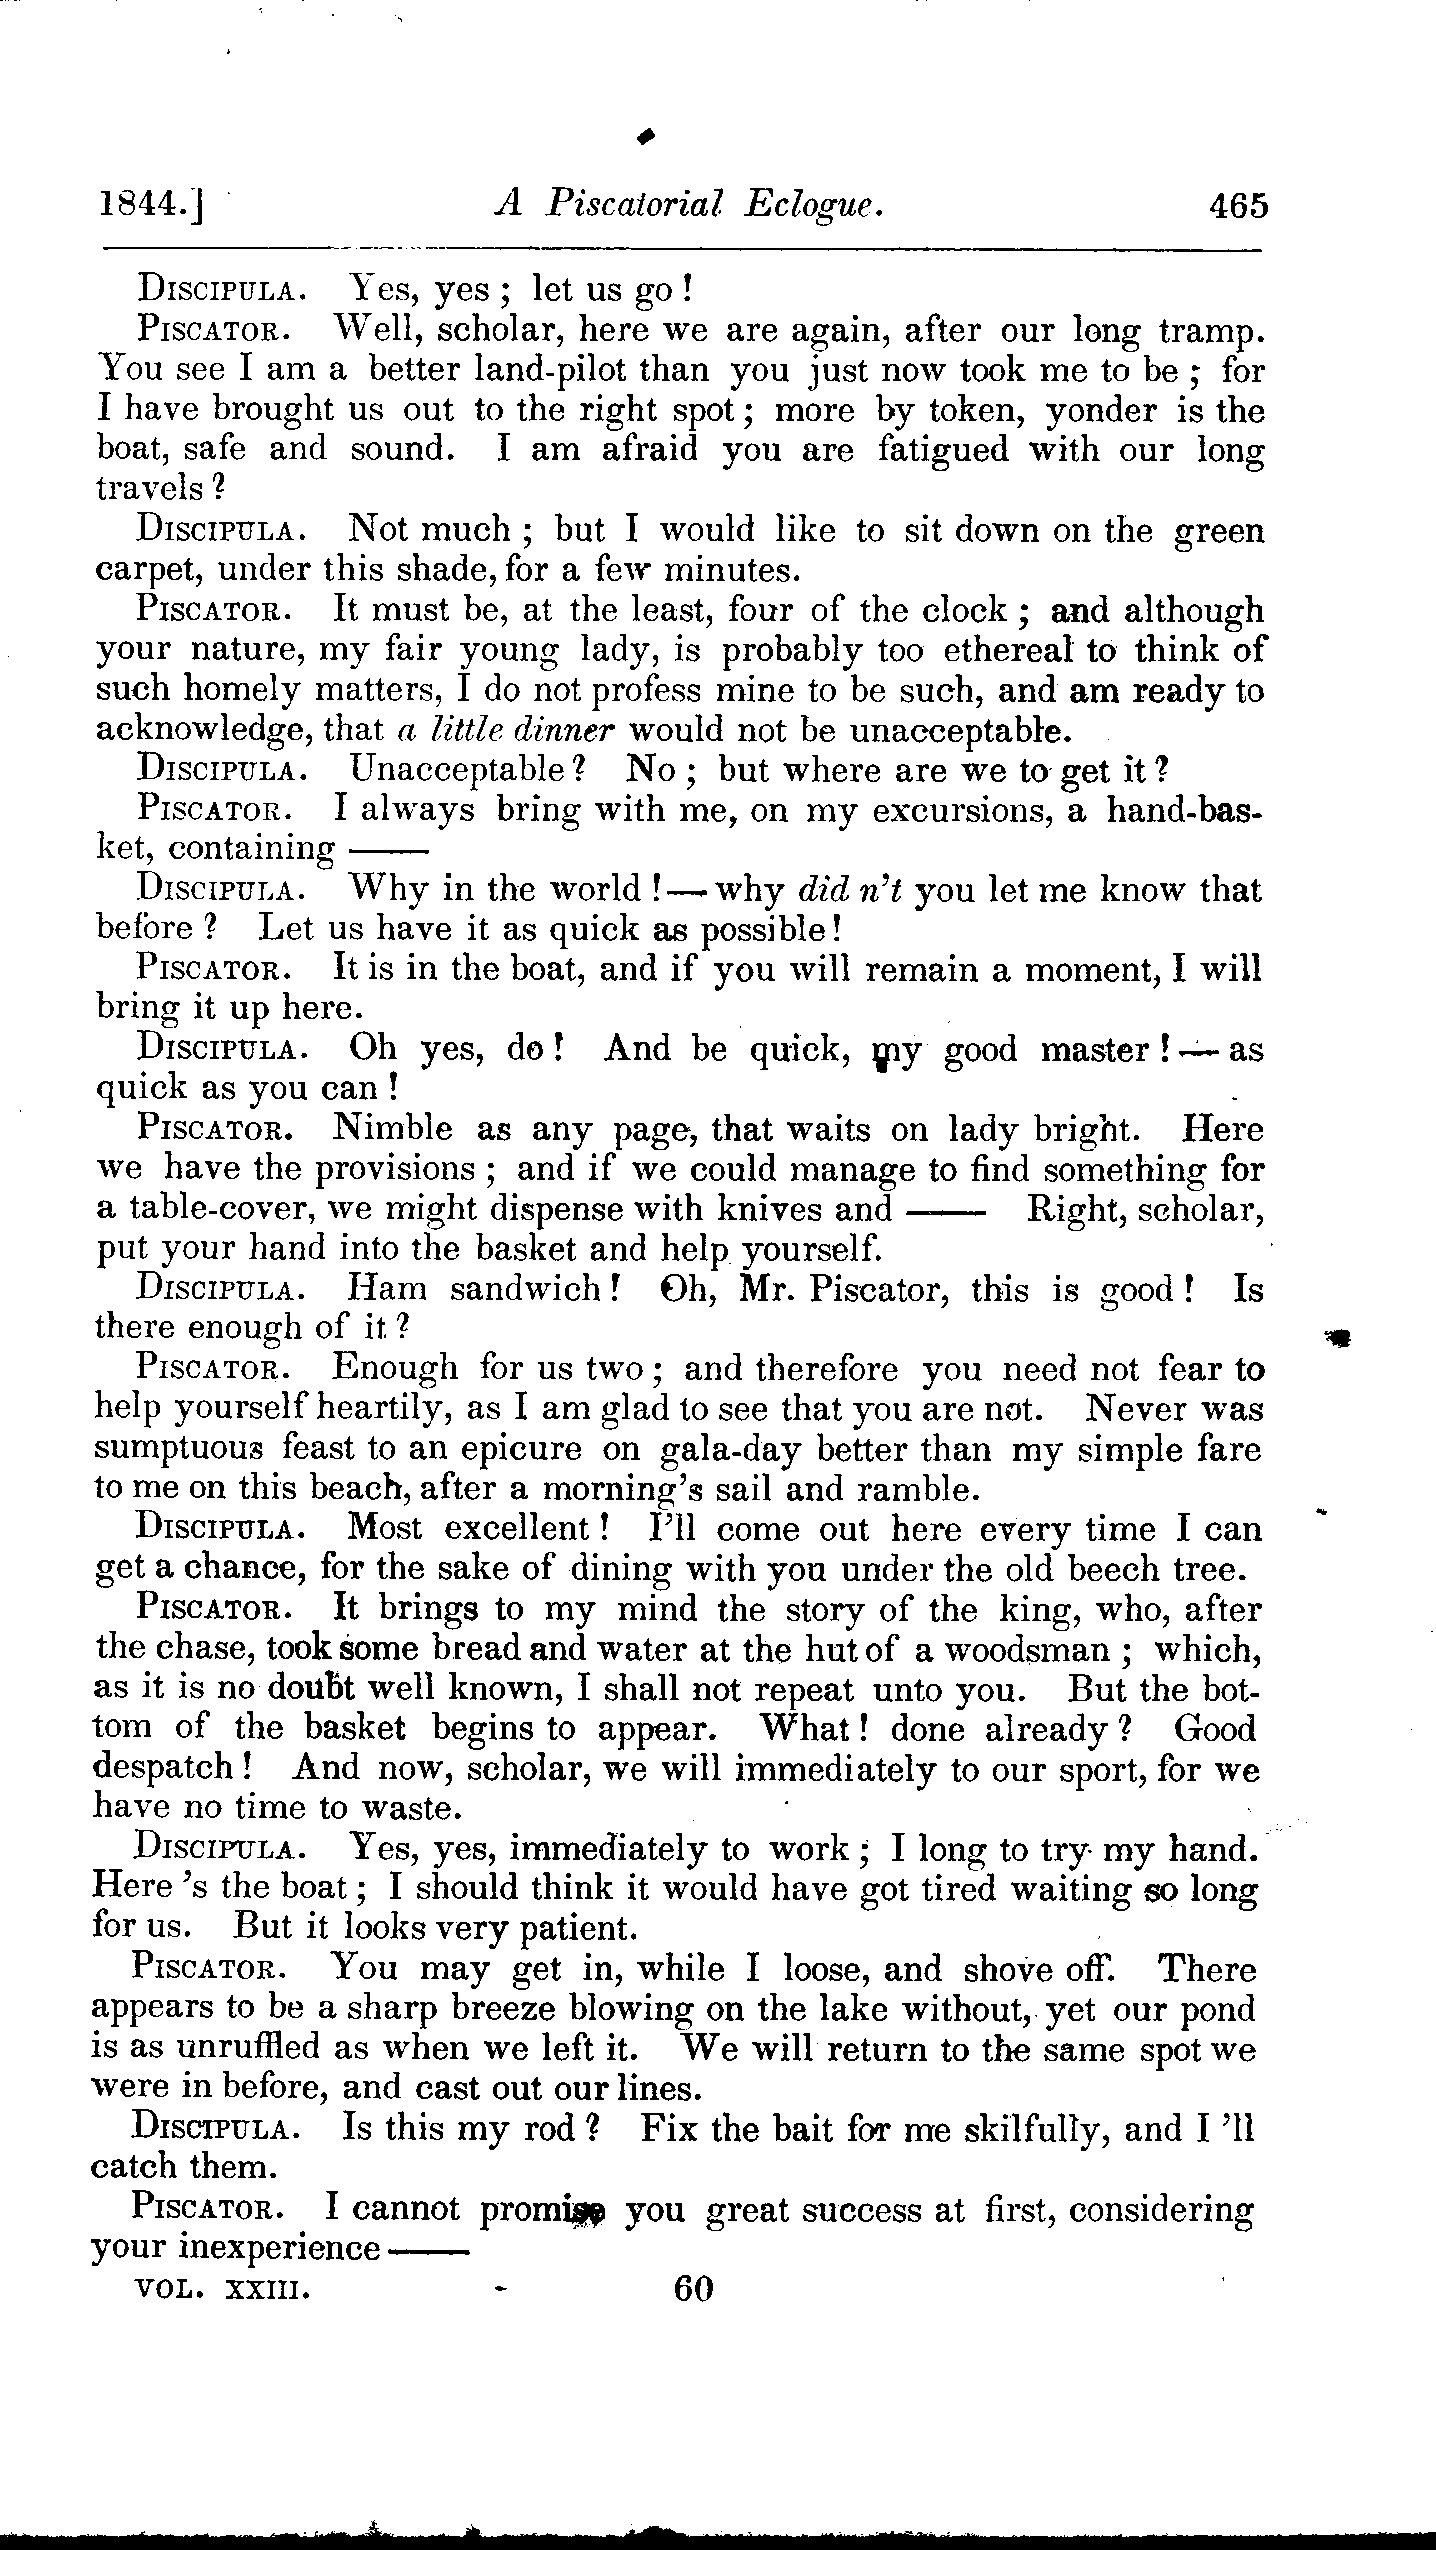 1844.] A Piscatorial Eclogue. 465
DISCIPULA. Yes, yes ; let us go !
PISCATOR. Well, scholar, here we are again, after our long tramp.
You see I am a better land-pilot than you just now took me to be ; for
I have brought us out to the right spot ; more by token, yonder is the
boat, safe and sound. I am afraid you are fatigued with our long
travels ?
DISCIPULA. Not much ; but I would like to sit down on the green
carpet, under this shade, for a few minutes.
PISCATOR. It must be, at the least, four of the clock ; and although
your nature, my fair young lady, is probably too ethereal to think of
such homely matters, I do not profess mine to be such, and am ready to
acknowledge, that a little dinner would not be unacceptable.
DISCIPULA. Unacceptable ? No ; but where are we to get it ?
PISCATOR. I always bring with me, on my excursions, a hand-bas-
ket, containing ——
DISCIPULA. Why in the world ! — why did n't you let me know that
before ? Let us have it as quick as possible !
PISCATOR. It is in the boat, and if you will remain a moment, I will
bring it up here.
DISCIPULA. Oh yes, do ! And be quick, my good master ! — as
quick as you can !
PISCATOR. Nimble as any page, that waits on lady bright. Here
we have the provisions ; and if we could manage to find something for
a table-cover, we might dispense with knives and —— Right, scholar,
put your hand into the basket and help yourself.
DISCIPULA. Ham sandwich ! Oh, Mr. Piscator, this is good ! Is
there enough of it ?
PISCATOR. Enough for us two ; and therefore you need not fear to
help yourself heartily, as I am glad to see that you are not. Never was
sumptuous feast to an epicure on gala-day better than my simple fare
to me on this beach, after a morning's sail and ramble.
DISCIPULA. Most excellent ! I'll come out here every time I can
get a chance, for the sake of dining with you under the old beech tree.
PISCATOR. It brings to my mind the story of the king, who, after
the chase, took some bread and water at the hut of a woodsman ; which,
as it is no doubt well known, I shall not repeat unto you. But the bot-
tom of the basket begins to appear. What ! done already ? Good
despatch ! And now, scholar, we will immediately to our sport, for we
have no time to waste.
DISCIPULA. Yes, yes, immediately to work ; I long to try my hand.
Here 's the boat ; I should think it would have got tired waiting so long
for us. But it looks very patient.
PISCATOR. You may get in, while I loose, and shove off. There
appears to be a sharp breeze blowing on the lake without, yet our pond
is as unruffled as when we left it. We will return to the same spot we
were in before, and cast out our lines.
DISCIPULA. Is this my rod ? Fix the bait for me skilfully, and I 'll
catch them.
PISCATOR. I cannot promise you great success at first, considering
your inexperience ——
VOL. XXIII. 60